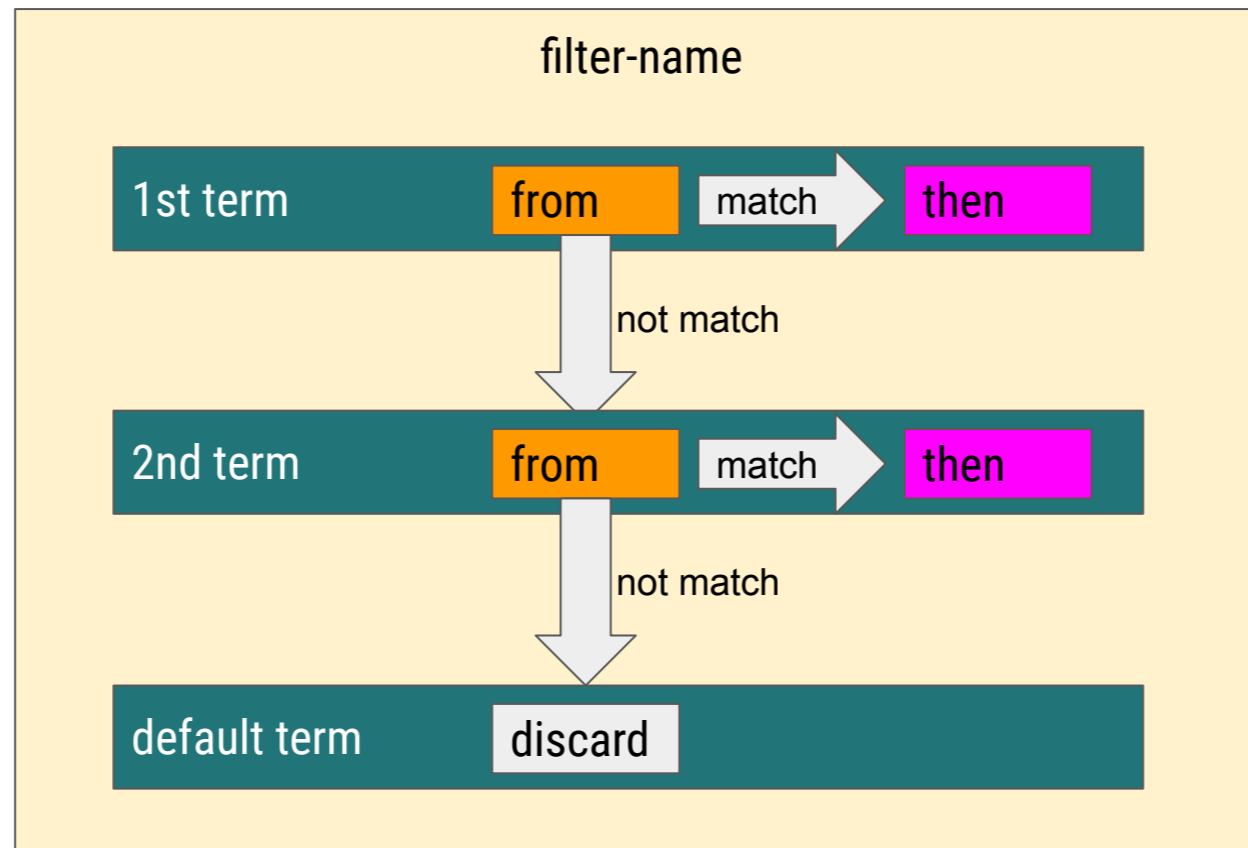 filter-name
1st term from match then
not match
2nd term from match then
not match
default term discard